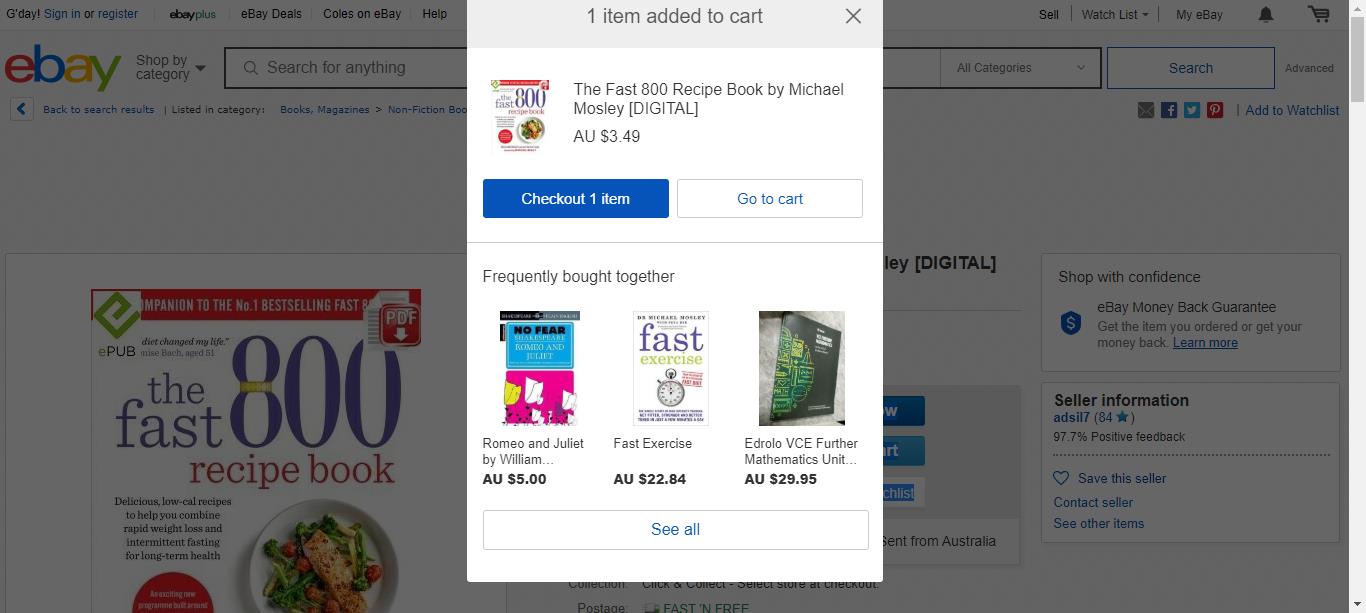 G'day! Sign in or register
ebayplus
eBay Deals
Coles on eBay
Help
Sell
Watch List
My eBay
ebay
Shop by
category
Search for anything
All Categories
Search
Advanced
Back to search results
| Listed in category:
Books, Magazines > Non-Fiction Boo
| Add to Watchlist
1 item added to cart
The Fast 800 Recipe Book by Michael
Mosley [DIGITAL]
AU $3.49
the
fast 800
recipe book
Checkout 1 item
Go to cart
Frequently bought together
NO FEAR
SHAKESPEARE
ROMEO AND
JULIET
DR MICHAEL MOSLEY
fast
exercise
Romeo and Juliet
by William...
AU $5.00
Fast Exercise
AU $22.84
Edrolo VCE Further
Mathematics Unit...
AU $29.95
See all
OMPANION TO THE No.1 BESTSELLING FAST 8
PDF
ePUB
diet changed my life."
mise Bach, aged 51
the
fast 800
recipe book
Delicious, low-cal recipes
to help you combine
rapid weight loss and
intermittent fasting
for long-term health
An exciting new
programme built around
ley [DIGITAL]
ow
rt
chlist
Sent from Australia
Collection: Click & Collect - Select store at checkout.
Postage: FAST 'N FREE
Shop with confidence
eBay Money Back Guarantee
Get the item you ordered or get your
money back. Learn more
Seller information
adsil7 (84 )
97.7% Positive feedback
Save this seller
Contact seller
See other items